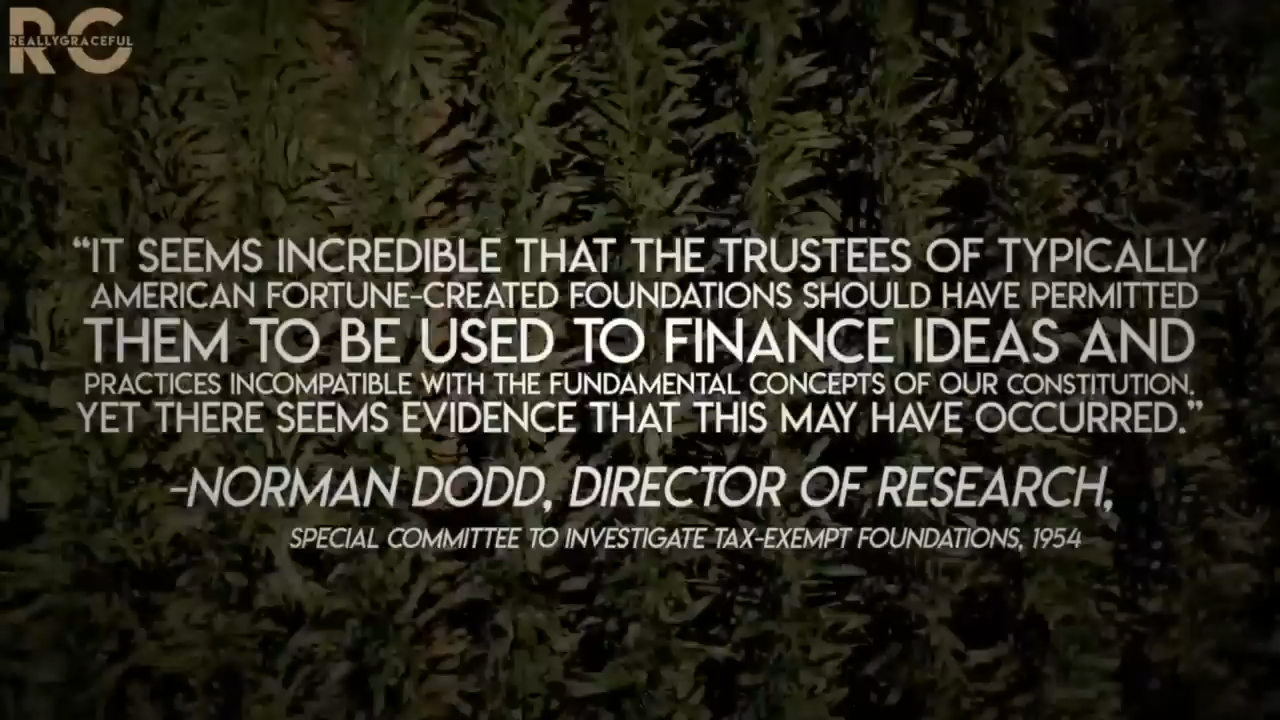 RG
REALLYGRACEFUL
“IT SEEMS INCREDIBLE THAT THE TRUSTEES OF TYPICALLY
AMERICAN FORTUNE-CREATED FOUNDATIONS SHOULD HAVE PERMITTED
THEM TO BE USED TO FINANCE IDEAS AND
PRACTICES INCOMPATIBLE WITH THE FUNDAMENTAL CONCEPTS OF OUR CONSTITUTION,
YET THERE SEEMS EVIDENCE THAT THIS MAY HAVE OCCURRED.”
-NORMAN DODD, DIRECTOR OF RESEARCH,
SPECIAL COMMITTEE TO INVESTIGATE TAX-EXEMPT FOUNDATIONS, 1954